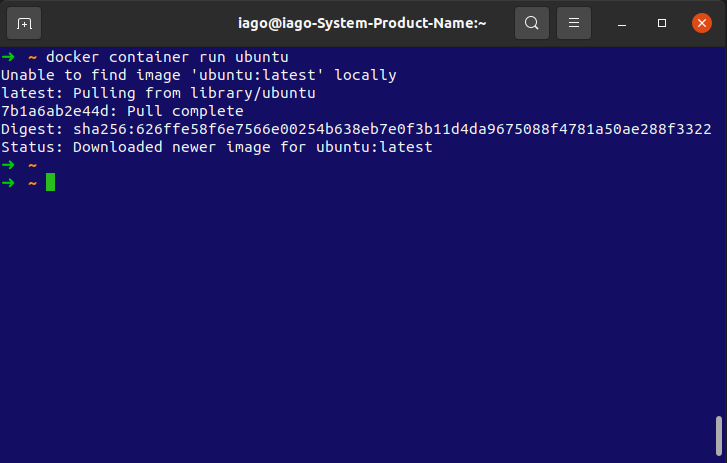 iago@iago-System-Product-Name:~
➜ ~ docker container run ubuntu
Unable to find image 'ubuntu:latest' locally
latest: Pulling from library/ubuntu
7b1a6ab2e44d: Pull complete
Digest: sha256:626ffe58f6e7566e00254b638eb7e0f3b11d4da9675088f4781a50ae288f3322
Status: Downloaded newer image for ubuntu:latest
➜ ~
➜ ~